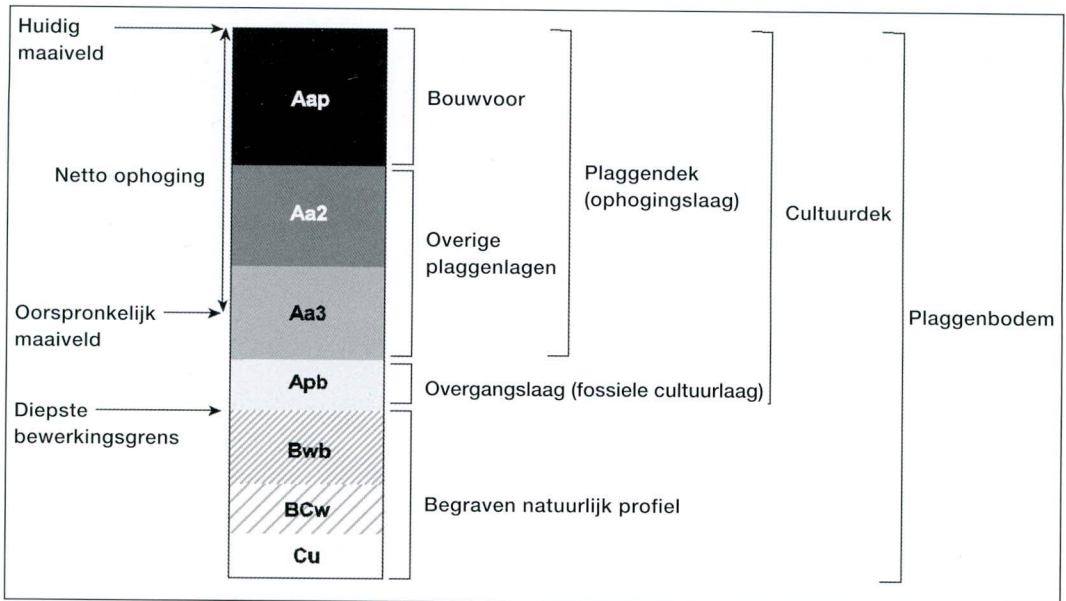 Huidig
maaiveld
Netto ophoging
Oorspronkelijk
maaiveld
Diepste
bewerkingsgrens
Aap
Aa2
Aa3
Apb
Bwb
BCw
Cu
Bouwvoor
Overige
plaggenlagen
Overgangslaag (fossiele cultuurlaag)
Begraven natuurlijk profiel
Plaggendek
(ophogingslaag)
Cultuurdek
Plaggenbodem